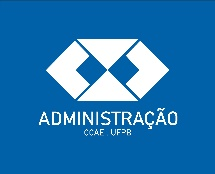 ADMINISTRAÇÃO
CCAE UFPB